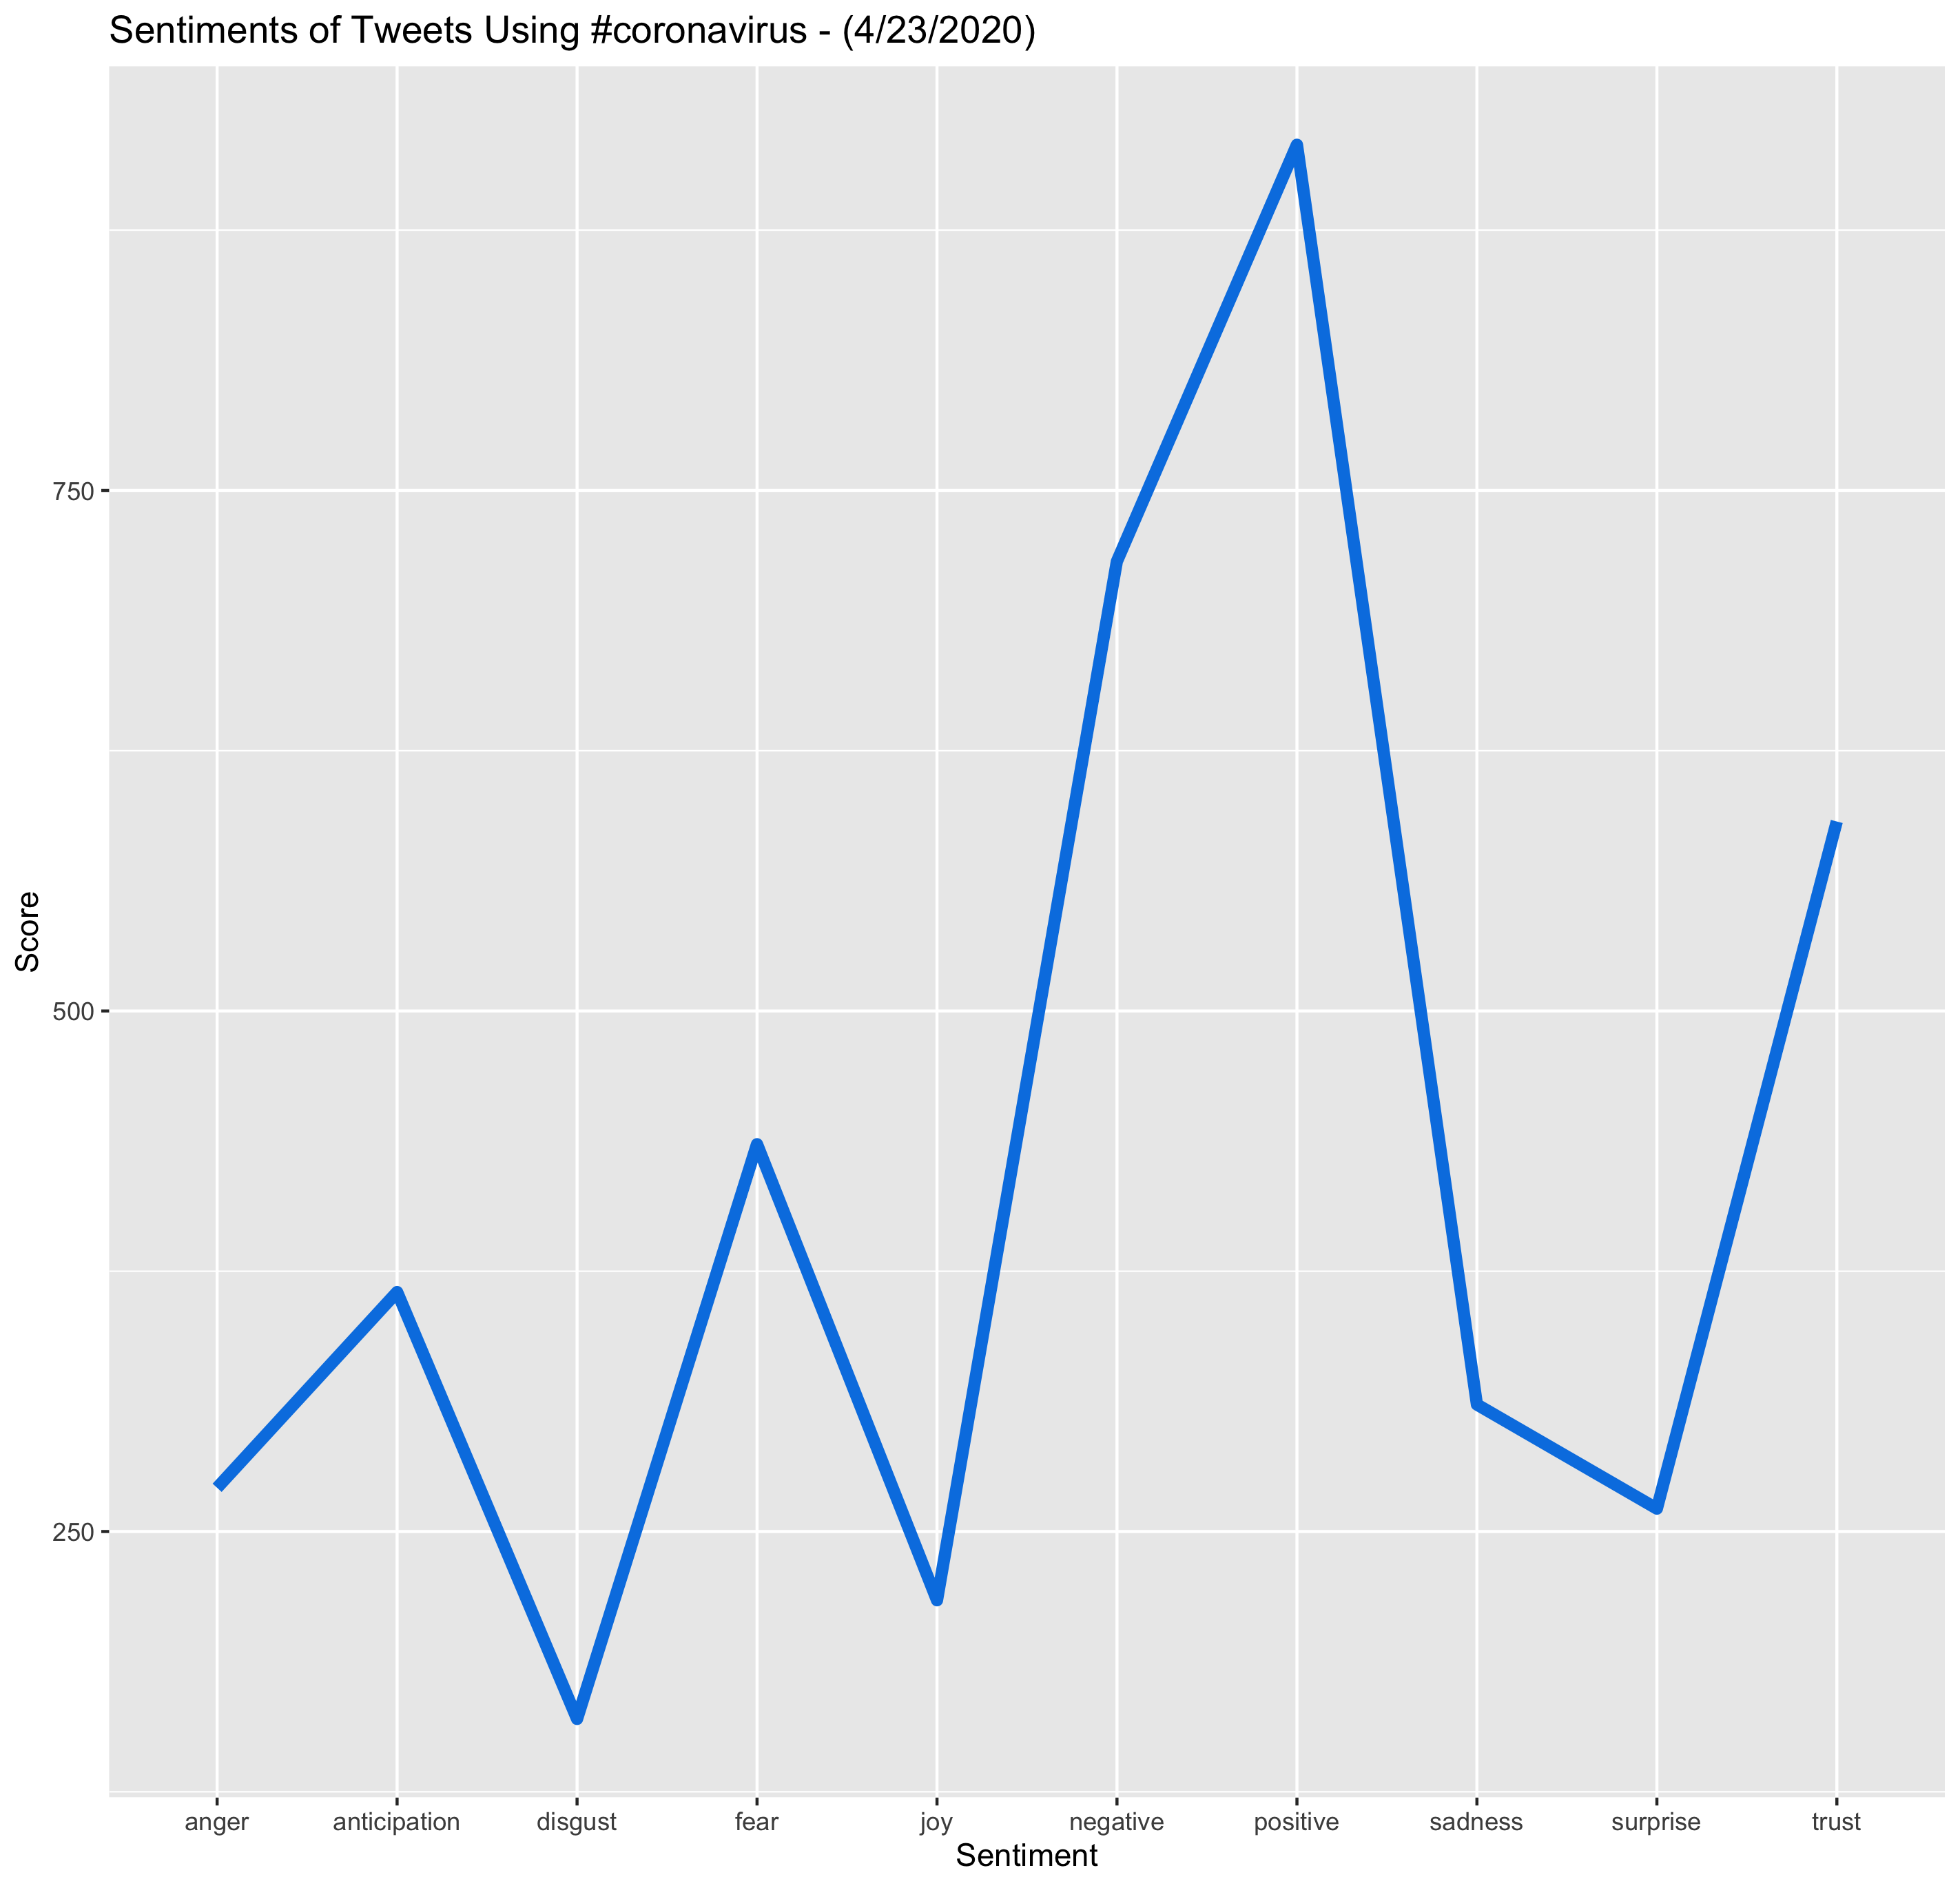 Sentiments of Tweets Using #coronavirus - (4/23/2020)
Score
750
500
250
anger anticipation disgust fear joy negative positive sadness surprise trust
Sentiment